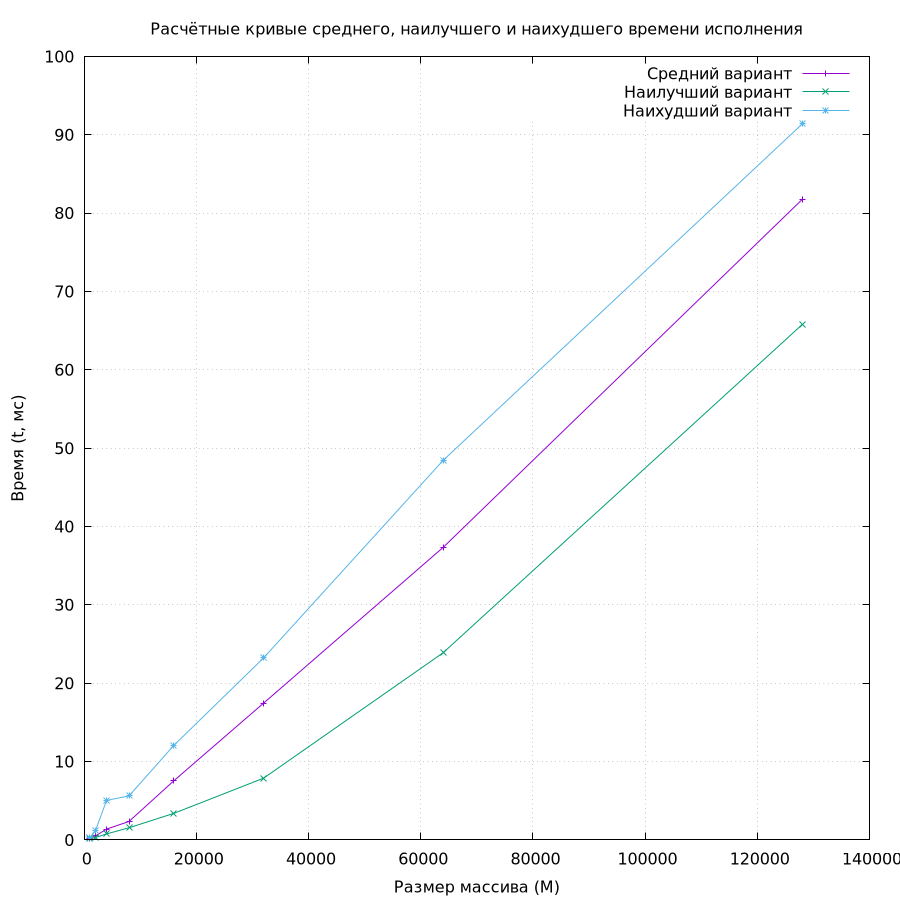 Расчётные кривые среднего, наилучшего и наихудшего времени исполнения
Средний вариант
Наилучший вариант
Наихудший вариант
100
90
80
70
60
50
40
30
20
10
0
Время (t, мс)
0 20000 40000 60000 80000 100000 120000 140000
Размер массива (M)